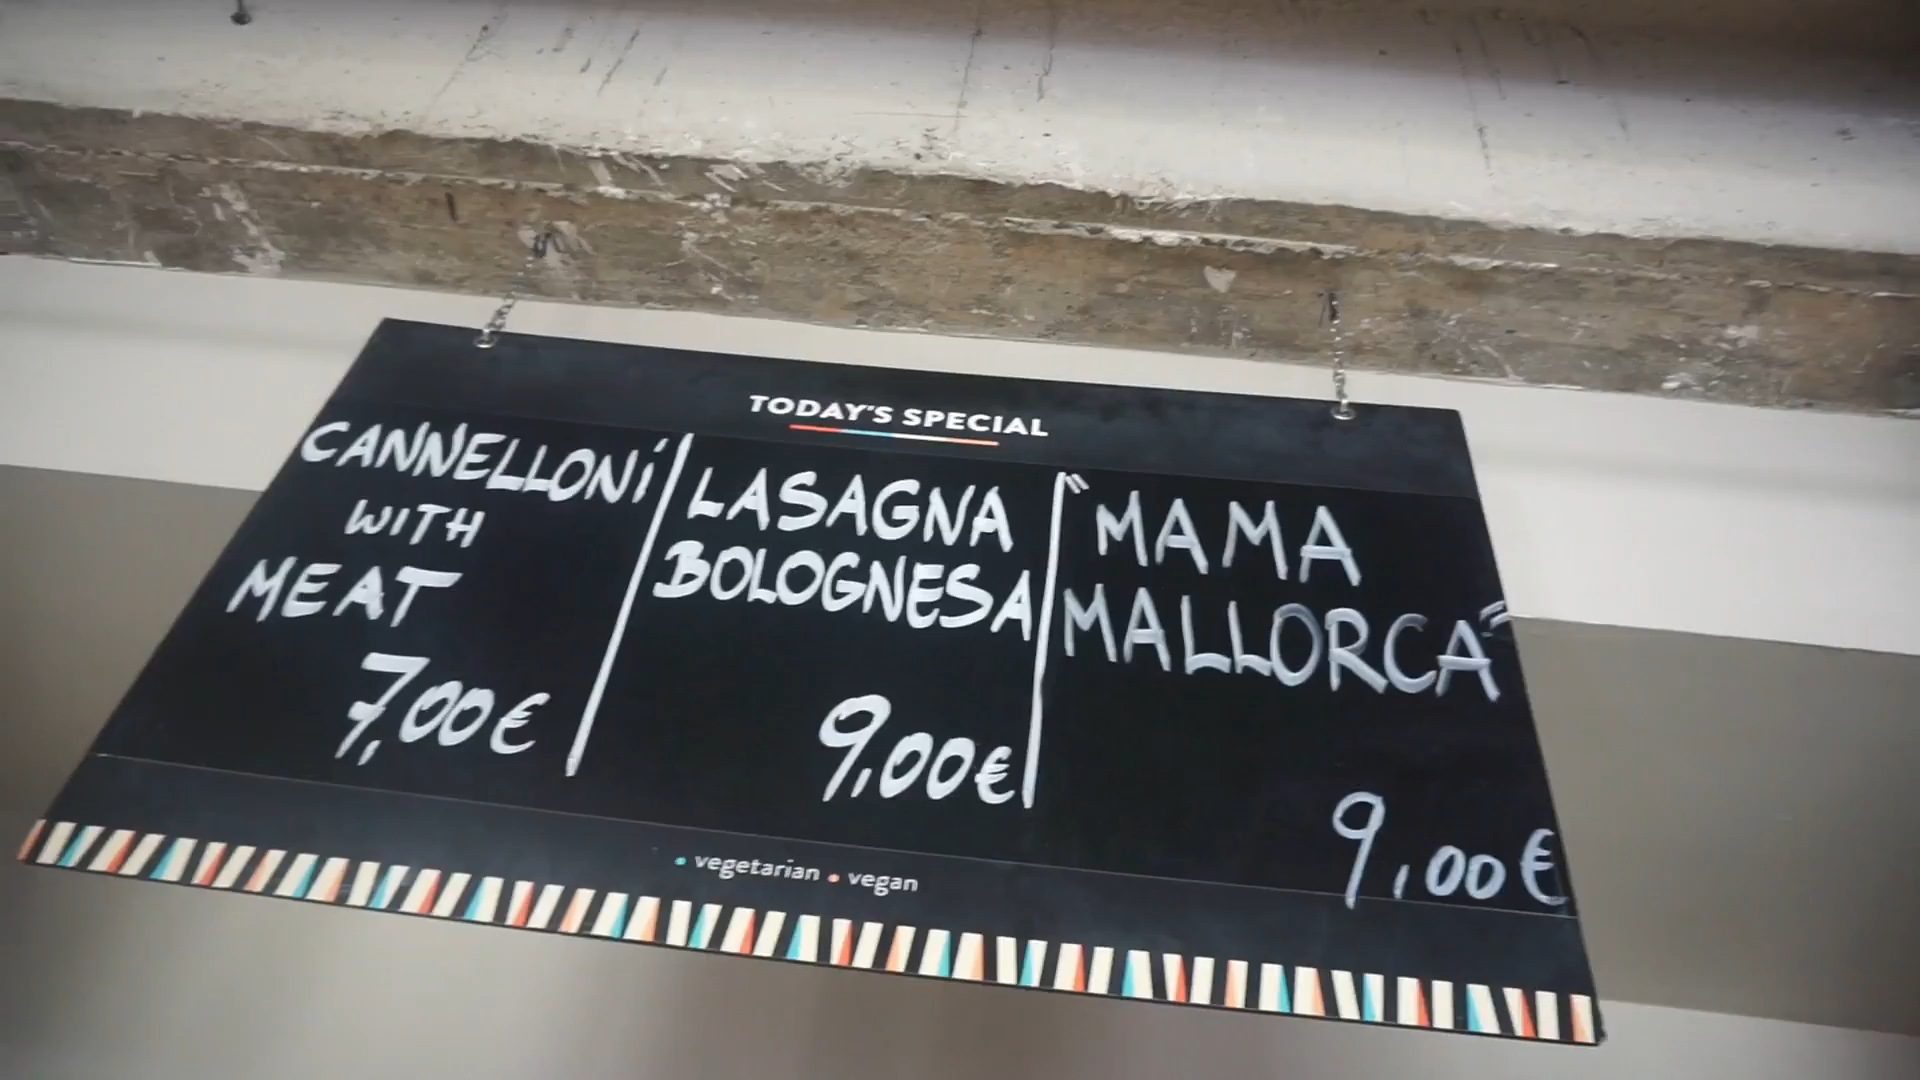 TODAY'S SPECIAL
CANNELLONI
WITH
MEAT
7,00€
LASAGNA
BOLOGNESA
9,00€
"MAMA
MALLORCA"
9,00€
• vegetarian • vegan